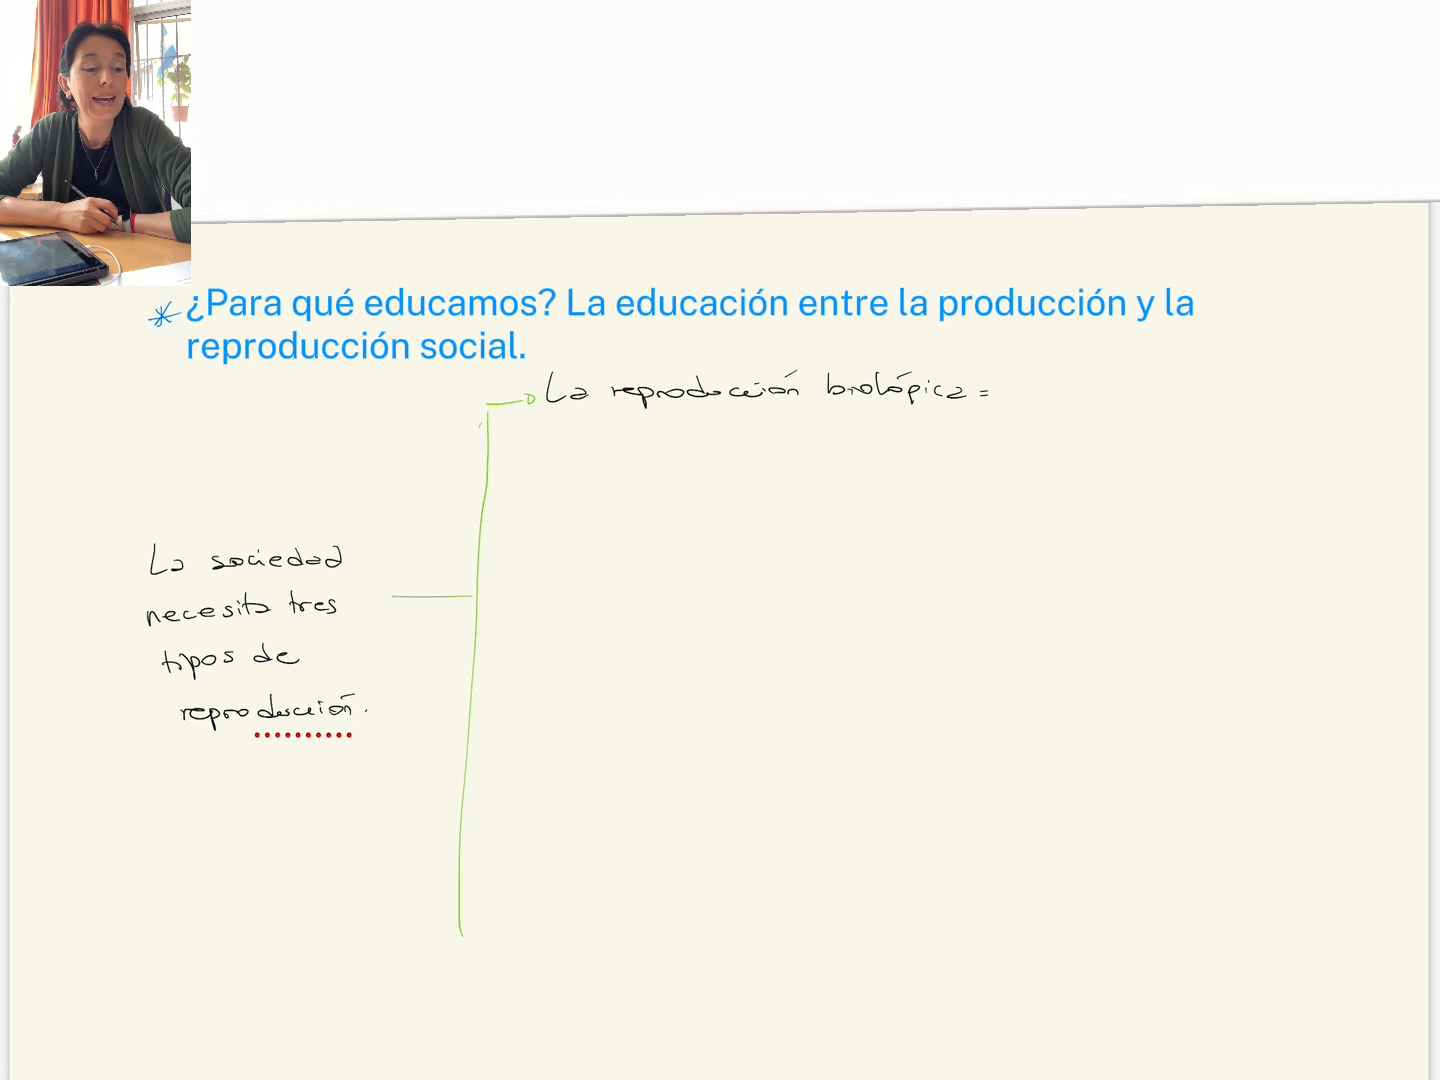 ¿Para qué educamos? La educación entre la producción y la
reproducción social.
La reproducción biológica =
La sociedad
necesita tres
tipos de
reproducción.